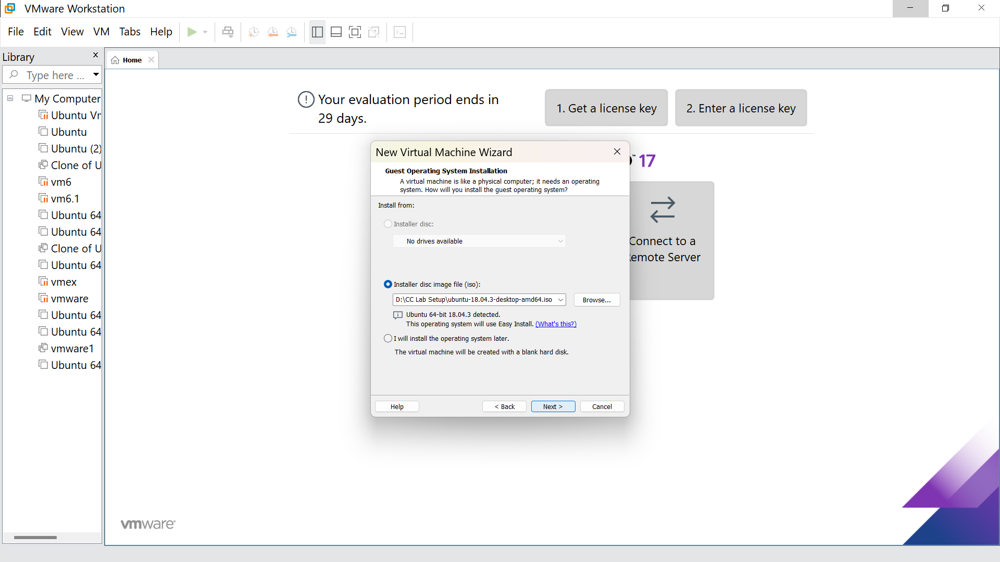 VMware Workstation
File Edit View VM Tabs Help
Library
Type here ...
My Computer
Ubuntu
Ubuntu (2)
Clone of U
vm6
vm6.1
Ubuntu 64
Ubuntu 64
Clone of U
Ubuntu 64
vmex
vmware
Ubuntu 64
Ubuntu 64
vmware1
Ubuntu 64
Home
Your evaluation period ends in
29 days.
1. Get a license key
2. Enter a license key
™ 17
Connect to a
emote Server
New Virtual Machine Wizard
Guest Operating System Installation
A virtual machine is like a physical computer; it needs an operating
system. How will you install the guest operating system?
Install from:
Installer disc:
No drives available
Installer disc image file (iso):
D:\CC Lab Setup\ubuntu-18.04.3-desktop-amd64.iso
Browse...
Ubuntu 64-bit 18.04.3 detected.
This operating system will use Easy Install. (What's this?)
I will install the operating system later.
The virtual machine will be created with a blank hard disk.
Help
< Back
Next >
Cancel
vmware®